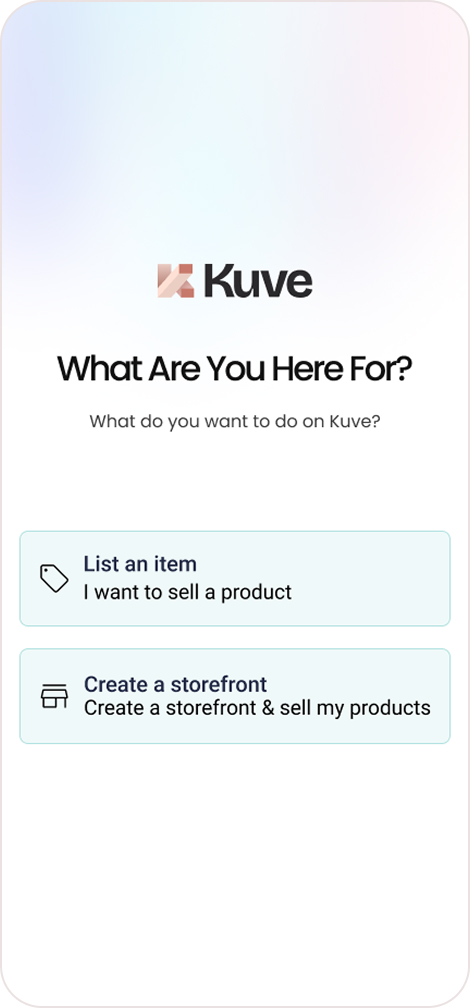 Kuve
What Are You Here For?
What do you want to do on Kuve?
List an item
I want to sell a product
Create a storefront
Create a storefront & sell my products